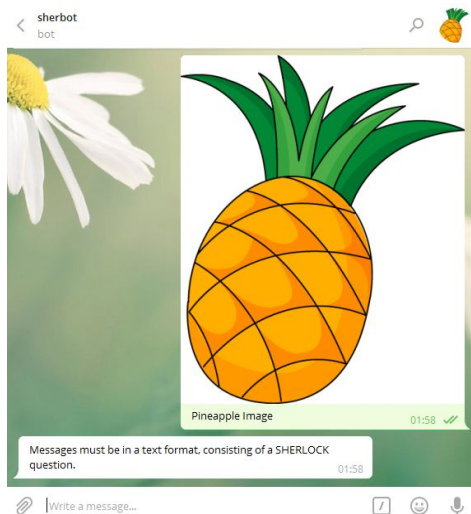 sherbot
bot
Pineapple Image
01:58
Messages must be in a text format, consisting of a SHERLOCK
question.
01:58
Write a message...